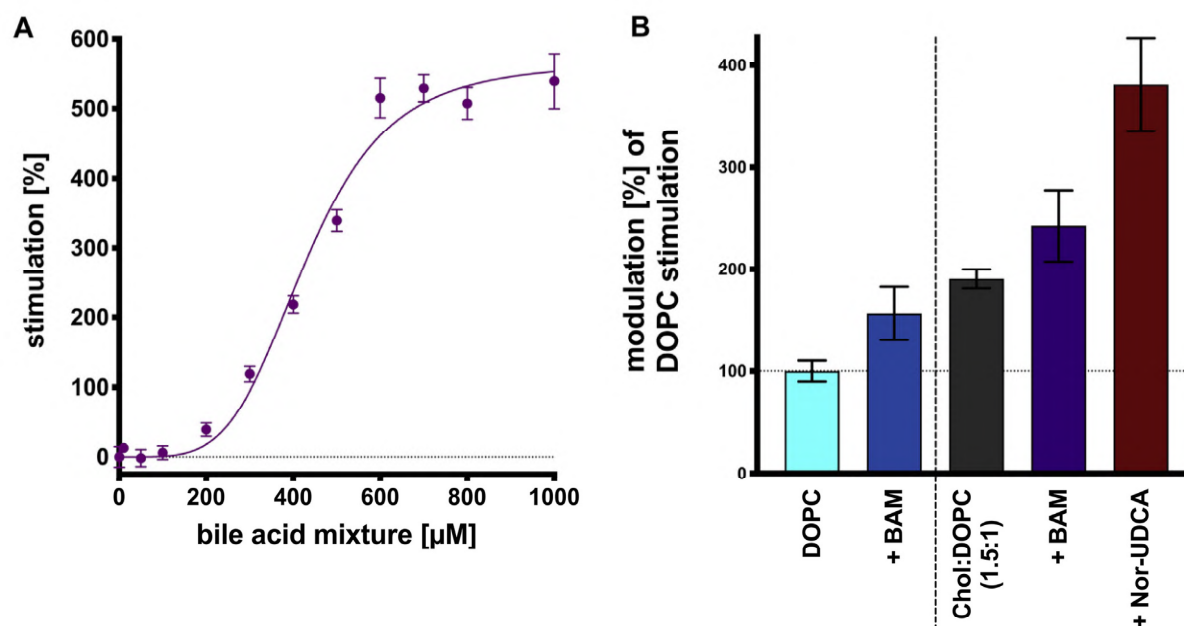 A
600
500
400
300
200
100
0
stimulation [%]
0 200 400 600 800 1000
bile acid mixture [µM]
B
400
300
200
100
0
modulation [%] of
DOPC stimulation
DOPC
+ BAM
Chol:DOPC
(1.5:1)
+ BAM
+ Nor-UDCA